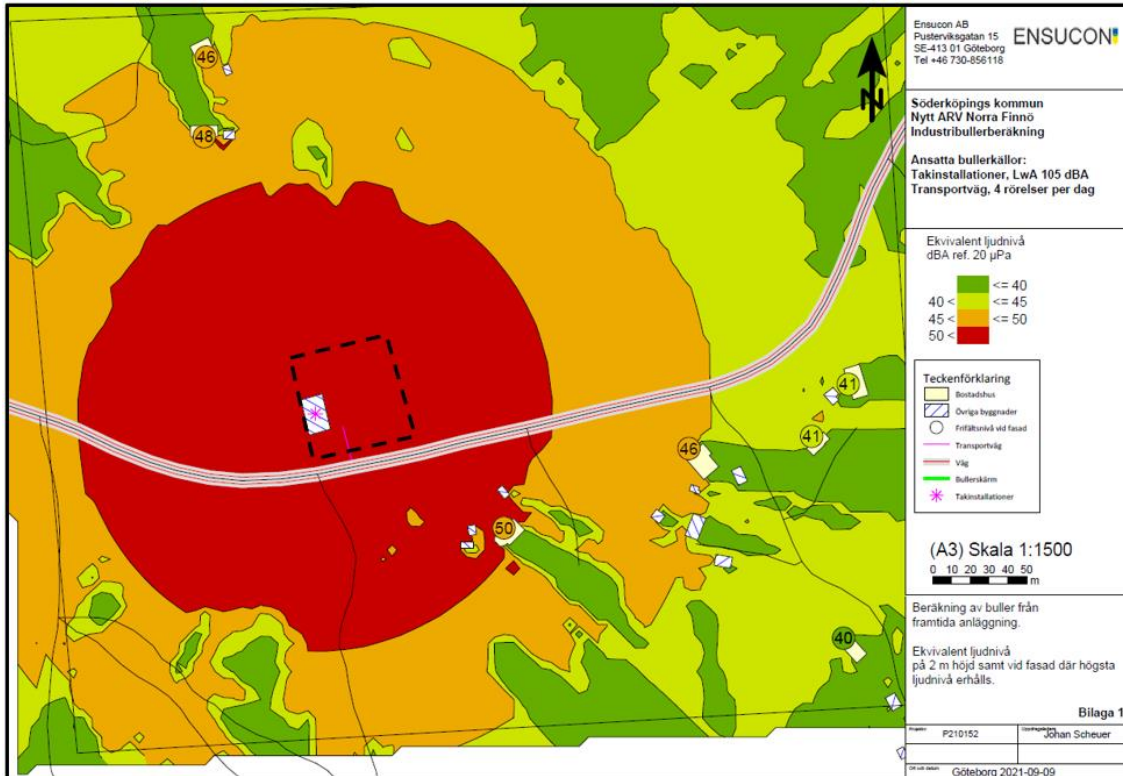 46
48
N
41
41
46
50
40
Ensucon AB
Pusterviksgatan 15
SE-413 01 Göteborg
Tel +46 730-856118
ENSUCON
Söderköpings kommun
Nytt ARV Norra Finnö
Industribullerberäkning
Ansatta bullerkällor:
Takinstallationer, LwA 105 dBA
Transportväg, 4 rörelser per dag
Ekvivalent ljudnivå
dBA ref. 20 µPa
<= 40
40 < <= 45
45 < <= 50
50 <
Teckenförklaring
Bostadshus
Övriga byggnader
Frifältsnivå vid fasad
Transportväg
Väg
Bullerskärm
Takinstallationer
(A3) Skala 1:1500
0 10 20 30 40 50
m
Beräkning av buller från
framtida anläggning.
Ekvivalent ljudnivå
på 2 m höjd samt vid fasad där högsta
ljudnivå erhålls.
Bilaga 1
P210152
Johan Scheuer
Göteborg 2021-09-09